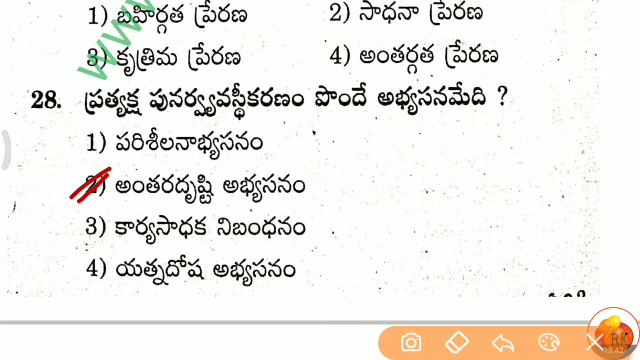 1) బహిర్గత ప్రేరణ 2) సాధనా ప్రేరణ
3) కృత్రిమ ప్రేరణ 4) అంతర్గత ప్రేరణ
28. ప్రత్యక్ష పునర్వ్యవస్థీకరణం పొందే అభ్యసనమేది ?
1) పరిశీలనాభ్యసనం
2) అంతరదృష్టి అభ్యసనం
3) కార్యసాధక నిబంధనం
4) యత్నదోష అభ్యసనం
www.
RK